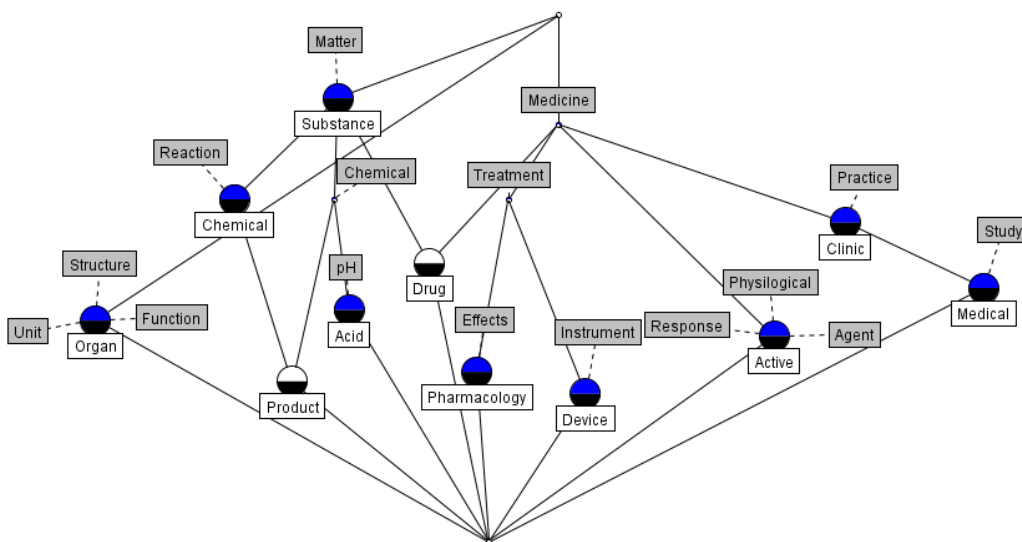 Matter
Substance
Medicine
Reaction
Chemical
Treatment
Practice
Chemical
Clinic
Study
Structure
pH
Drug
Physilogical
Medical
Unit
Function
Organ
Acid
Effects
Instrument
Response
Agent
Active
Product
Pharmacology
Device